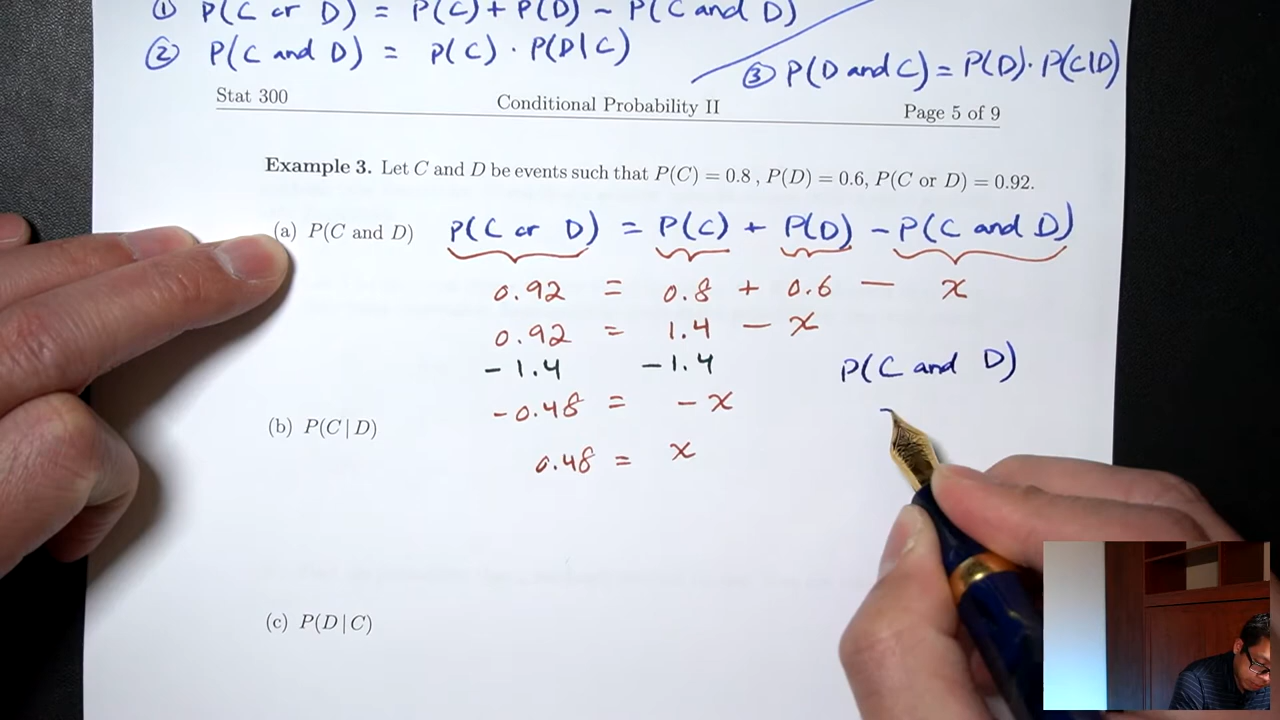 ① P(C or D) = P(C) + P(D) − P(C and D)
② P(C and D) = P(C) · P(D|C)
③ P(D and C) = P(D) · P(C|D)
Stat 300 Conditional Probability II Page 5 of 9
Example 3. Let C and D be events such that P(C) = 0.8, P(D) = 0.6, P(C or D) = 0.92.
(a) P(C and D) P(C or D) = P(C) + P(D) − P(C and D)
0.92 = 0.8 + 0.6 − x
0.92 = 1.4 − x
−1.4 −1.4
P(C and D)
−0.48 = −x
(b) P(C | D)
0.48 = x
(c) P(D | C)